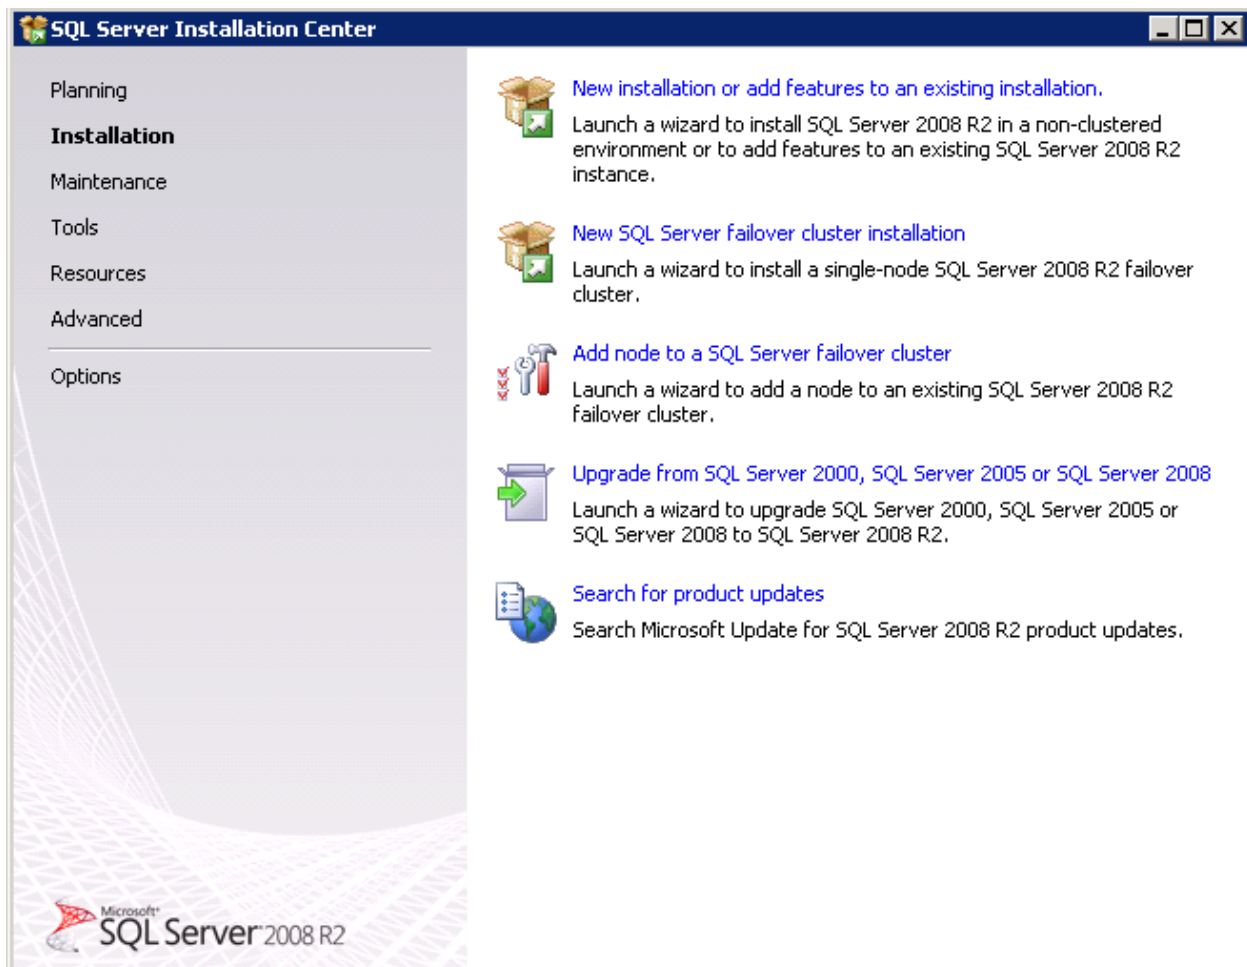 SQL Server Installation Center
Planning
Installation
Maintenance
Tools
Resources
Advanced
Options
New installation or add features to an existing installation.
Launch a wizard to install SQL Server 2008 R2 in a non-clustered
environment or to add features to an existing SQL Server 2008 R2
instance.
New SQL Server failover cluster installation
Launch a wizard to install a single-node SQL Server 2008 R2 failover
cluster.
Add node to a SQL Server failover cluster
Launch a wizard to add a node to an existing SQL Server 2008 R2
failover cluster.
Upgrade from SQL Server 2000, SQL Server 2005 or SQL Server 2008
Launch a wizard to upgrade SQL Server 2000, SQL Server 2005 or
SQL Server 2008 to SQL Server 2008 R2.
Search for product updates
Search Microsoft Update for SQL Server 2008 R2 product updates.
Microsoft
SQL Server 2008 R2